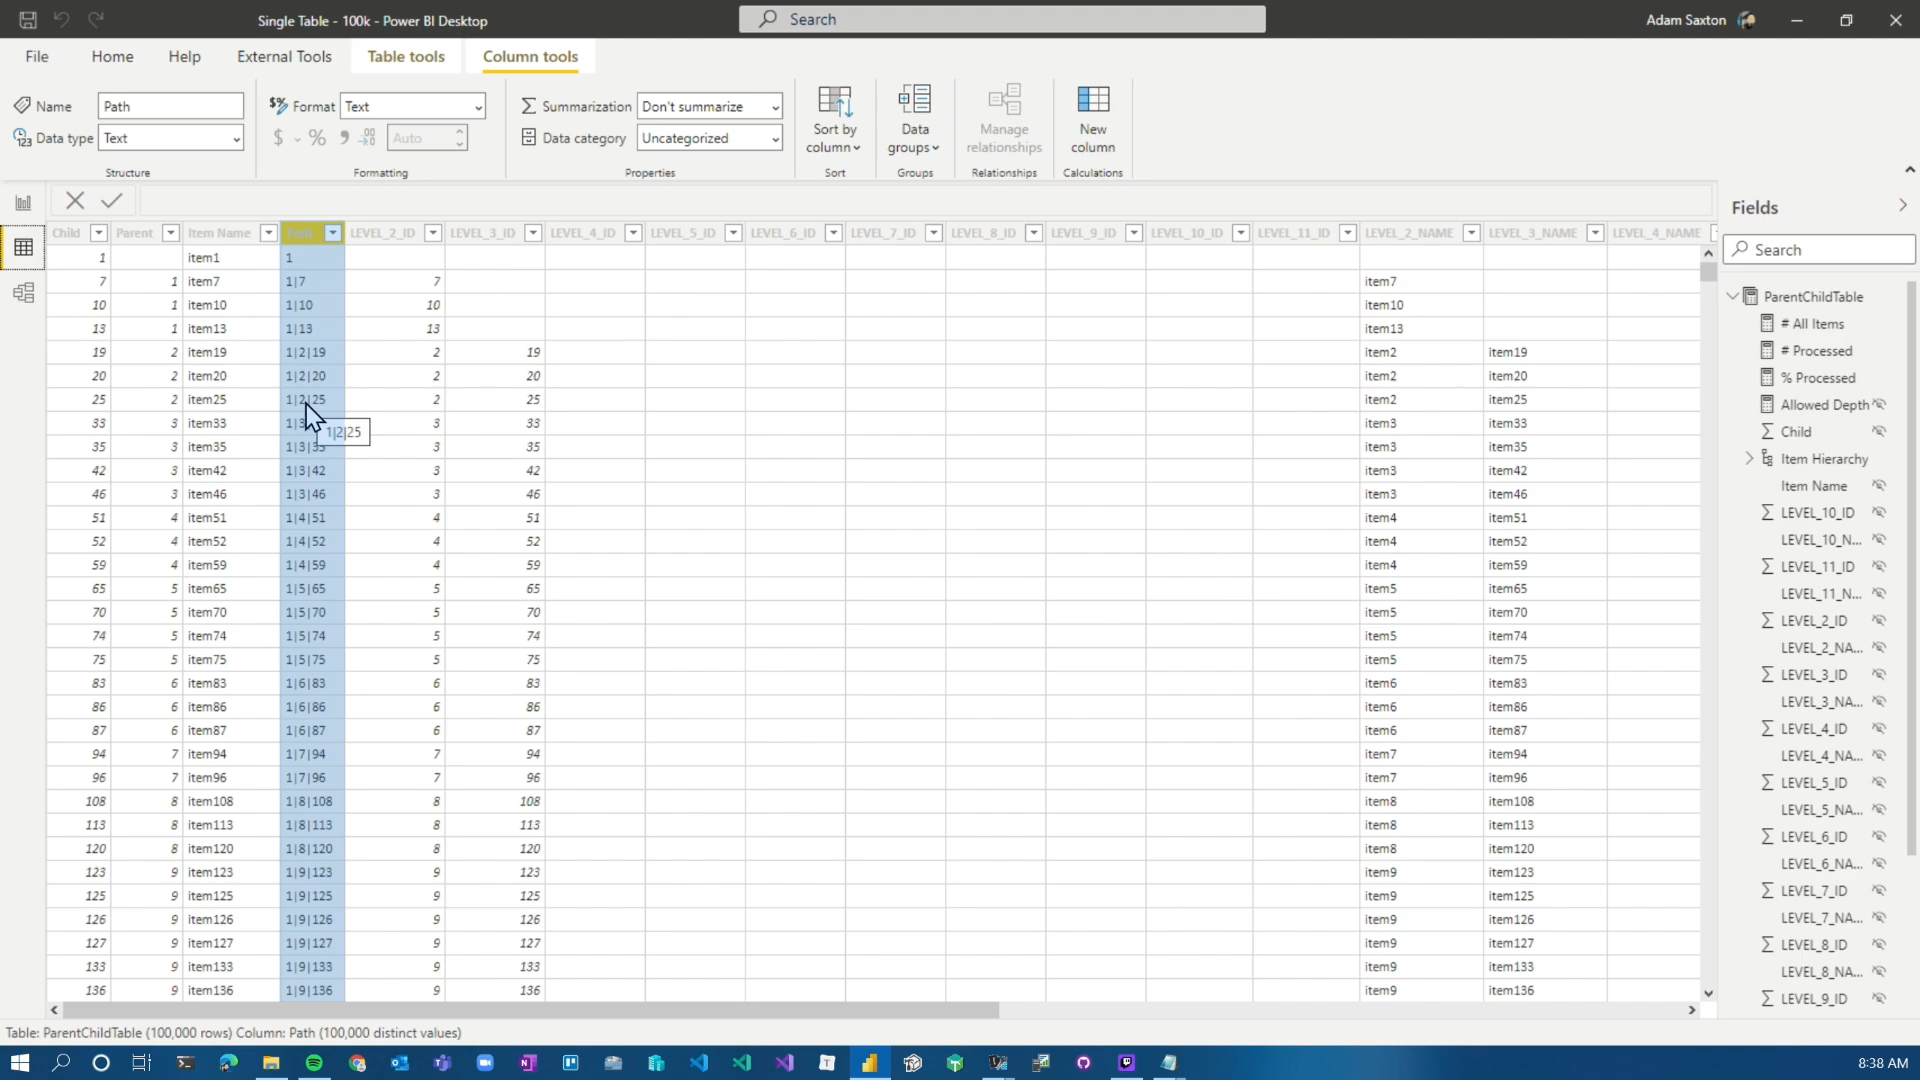 Single Table - 100k - Power BI Desktop
Search
Adam Saxton
File Home Help External Tools Table tools Column tools
Name Path
Data type Text
Structure
Format Text
$ % Auto
Formatting
Summarization Don't summarize
Data category Uncategorized
Properties
Sort by column
Sort
Data groups
Groups
Manage relationships
Relationships
New column
Calculations
Child Parent Item Name Path LEVEL_2_ID LEVEL_3_ID LEVEL_4_ID LEVEL_5_ID LEVEL_6_ID LEVEL_7_ID LEVEL_8_ID LEVEL_9_ID LEVEL_10_ID LEVEL_11_ID LEVEL_2_NAME LEVEL_3_NAME LEVEL_4_NAME
1 item1 1
7 1 item7 1|7 7 item7
10 1 item10 1|10 10 item10
13 1 item13 1|13 13 item13
19 2 item19 1|2|19 2 19 item2 item19
20 2 item20 1|2|20 2 20 item2 item20
25 2 item25 1|2|25 2 25 item2 item25
33 3 item33 1|3 3 33 item3 item33
1|2|25
35 3 item35 1|3|35 3 35 item3 item35
42 3 item42 1|3|42 3 42 item3 item42
46 3 item46 1|3|46 3 46 item3 item46
51 4 item51 1|4|51 4 51 item4 item51
52 4 item52 1|4|52 4 52 item4 item52
59 4 item59 1|4|59 4 59 item4 item59
65 5 item65 1|5|65 5 65 item5 item65
70 5 item70 1|5|70 5 70 item5 item70
74 5 item74 1|5|74 5 74 item5 item74
75 5 item75 1|5|75 5 75 item5 item75
83 6 item83 1|6|83 6 83 item6 item83
86 6 item86 1|6|86 6 86 item6 item86
87 6 item87 1|6|87 6 87 item6 item87
94 7 item94 1|7|94 7 94 item7 item94
96 7 item96 1|7|96 7 96 item7 item96
108 8 item108 1|8|108 8 108 item8 item108
113 8 item113 1|8|113 8 113 item8 item113
120 8 item120 1|8|120 8 120 item8 item120
123 9 item123 1|9|123 9 123 item9 item123
125 9 item125 1|9|125 9 125 item9 item125
126 9 item126 1|9|126 9 126 item9 item126
127 9 item127 1|9|127 9 127 item9 item127
133 9 item133 1|9|133 9 133 item9 item133
136 9 item136 1|9|136 9 136 item9 item136
Fields
Search
ParentChildTable
# All Items
# Processed
% Processed
Allowed Depth
Child
Item Hierarchy
Item Name
LEVEL_10_ID
LEVEL_10_N...
LEVEL_11_ID
LEVEL_11_N...
LEVEL_2_ID
LEVEL_2_NA...
LEVEL_3_ID
LEVEL_3_NA...
LEVEL_4_ID
LEVEL_4_NA...
LEVEL_5_ID
LEVEL_5_NA...
LEVEL_6_ID
LEVEL_6_NA...
LEVEL_7_ID
LEVEL_7_NA...
LEVEL_8_ID
LEVEL_8_NA...
LEVEL_9_ID
Table: ParentChildTable (100,000 rows) Column: Path (100,000 distinct values)
8:38 AM